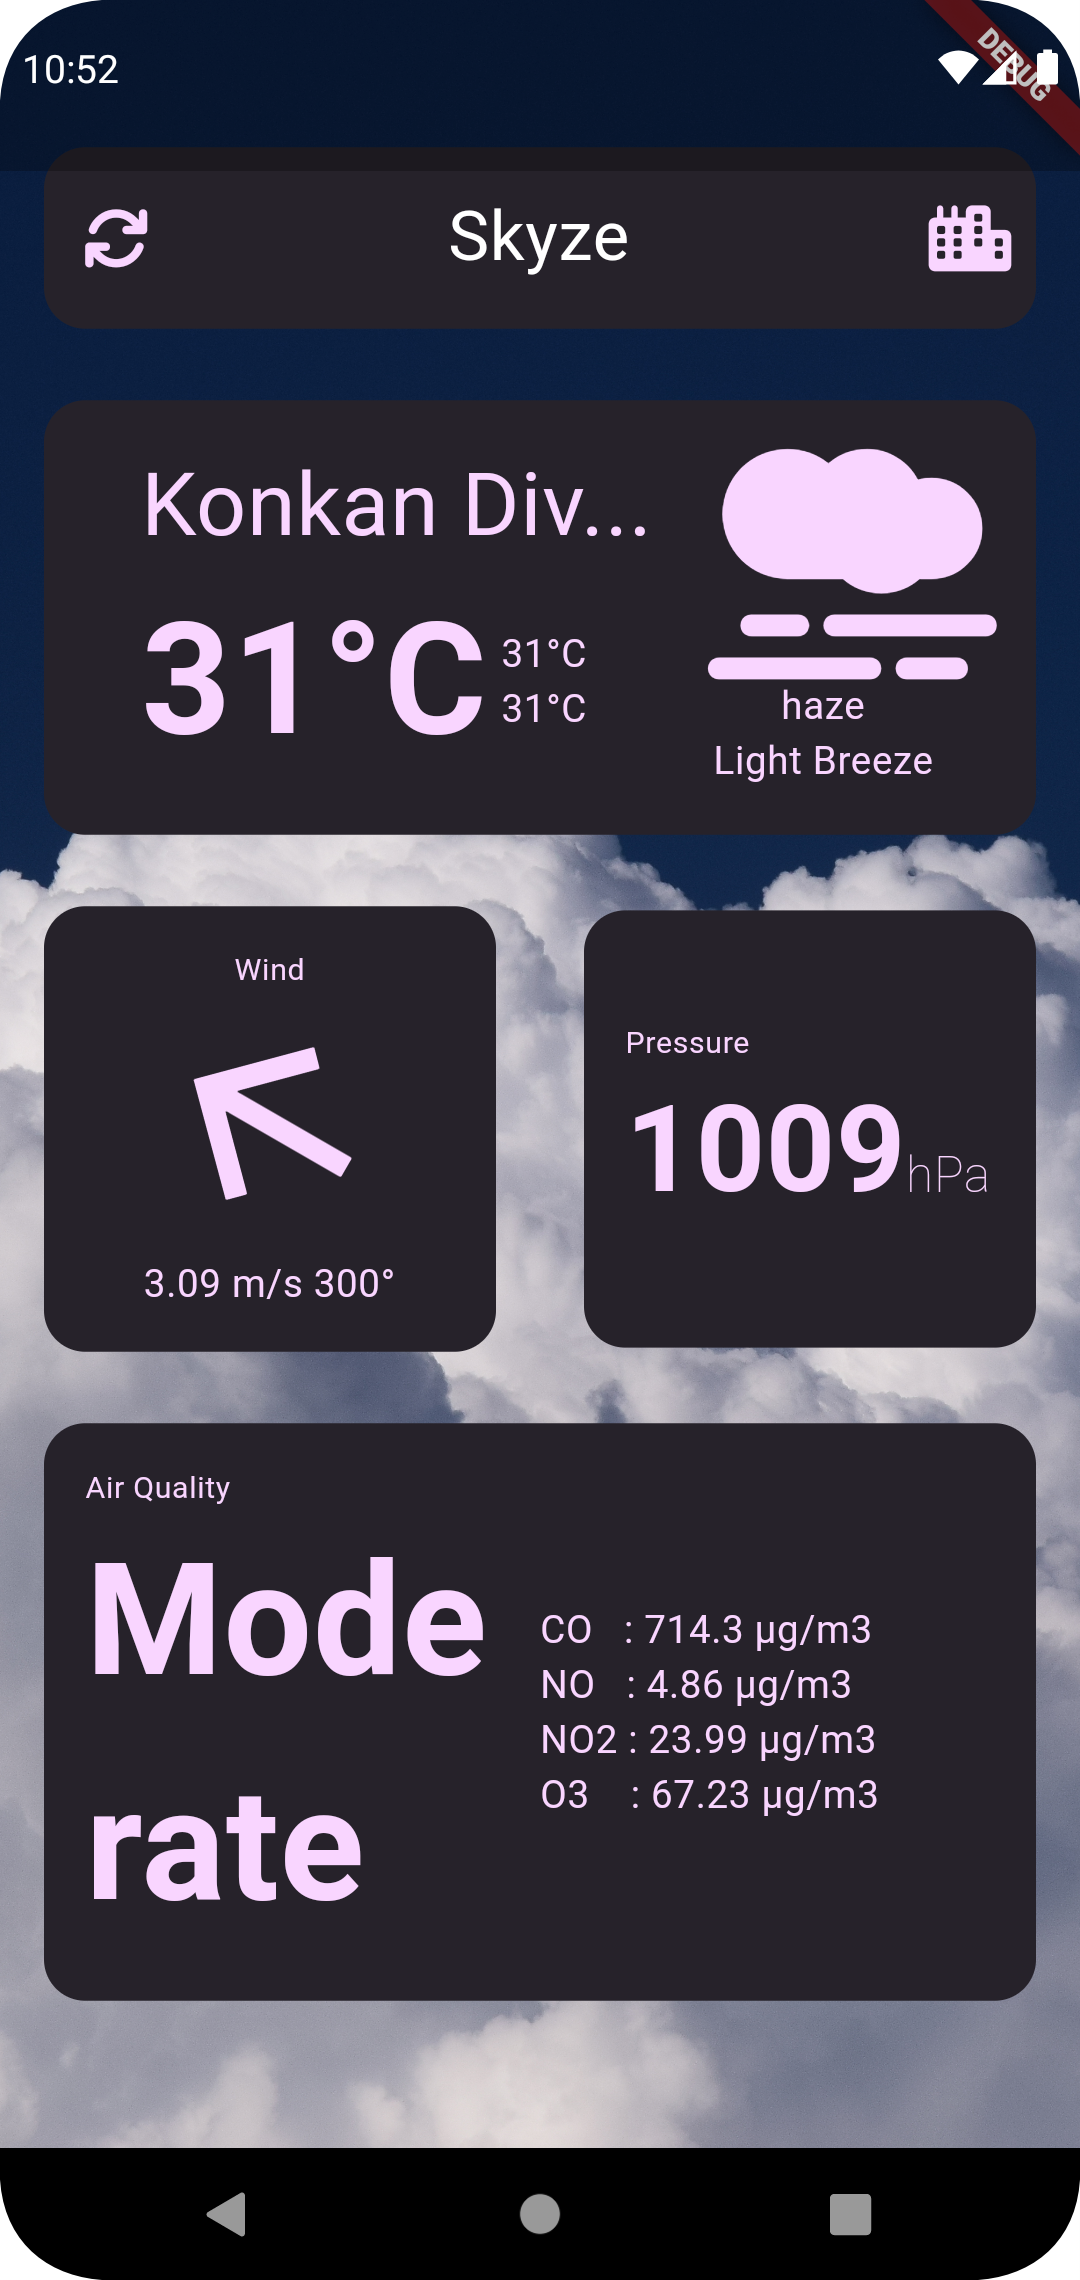 10:52
DEBUG
Skyze
Konkan Div...
31°C
31°C
31°C
haze
Light Breeze
Wind
3.09 m/s 300°
Pressure
1009hPa
Air Quality
Mode
rate
CO : 714.3 µg/m3
NO : 4.86 µg/m3
NO2 : 23.99 µg/m3
O3 : 67.23 µg/m3